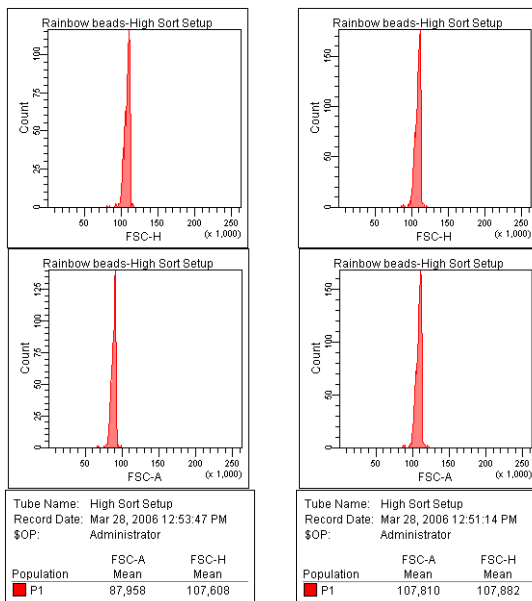 Rainbow beads-High Sort Setup
Count
0 25 50 75 100
50 100 150 200 250
FSC-H
(x 1,000)
Rainbow beads-High Sort Setup
Count
0 25 50 75 100 125
50 100 150 200 250
FSC-A
(x 1,000)
Tube Name: High Sort Setup
Record Date: Mar 28, 2006 12:53:47 PM
$OP: Administrator
FSC-A FSC-H
Population Mean Mean
P1 87,958 107,608
Rainbow beads-High Sort Setup
Count
0 50 100 150
50 100 150 200 250
FSC-H
(x 1,000)
Rainbow beads-High Sort Setup
Count
0 50 100 150
50 100 150 200 250
FSC-A
(x 1,000)
Tube Name: High Sort Setup
Record Date: Mar 28, 2006 12:51:14 PM
$OP: Administrator
FSC-A FSC-H
Population Mean Mean
P1 107,810 107,882